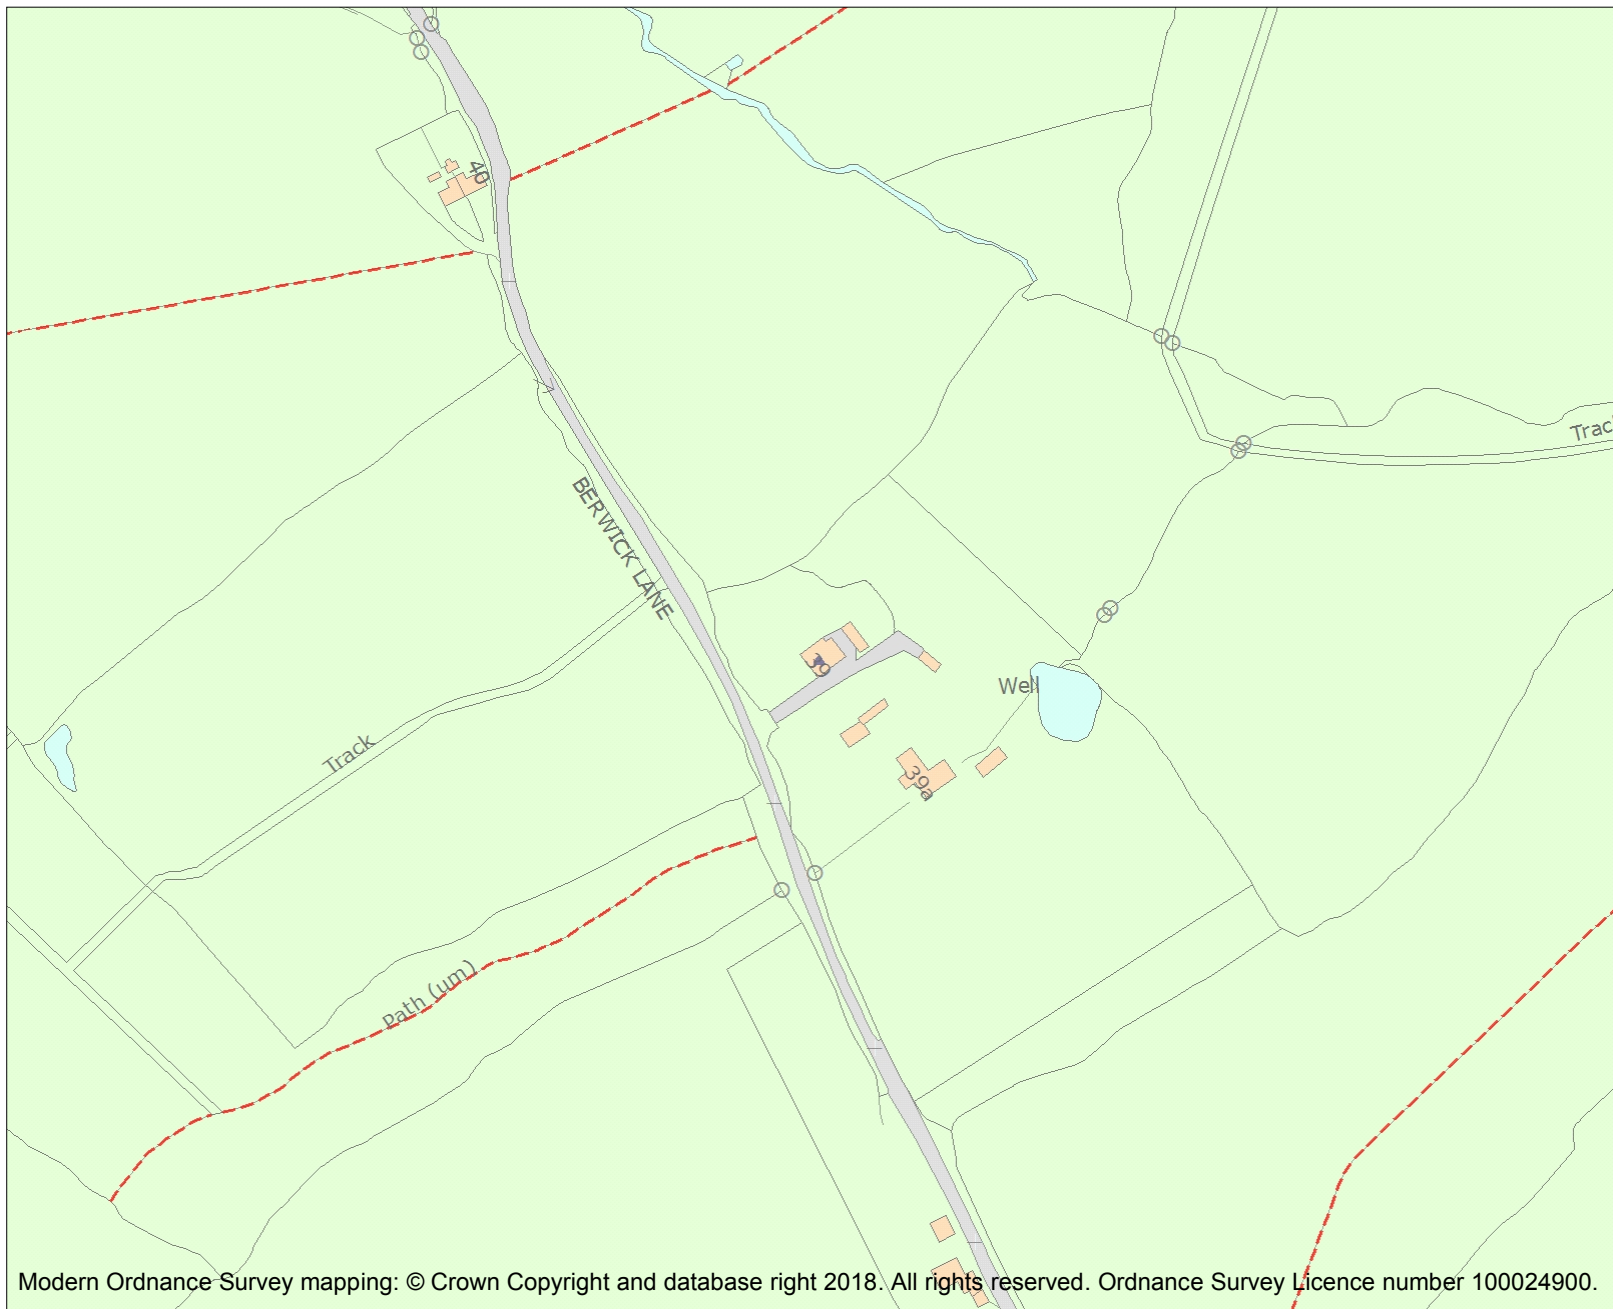 40
Trac
BERWICK LANE
39
Well
Track
39a
Path (um)
Modern Ordnance Survey mapping: © Crown Copyright and database right 2018. All rights reserved. Ordnance Survey Licence number 100024900.